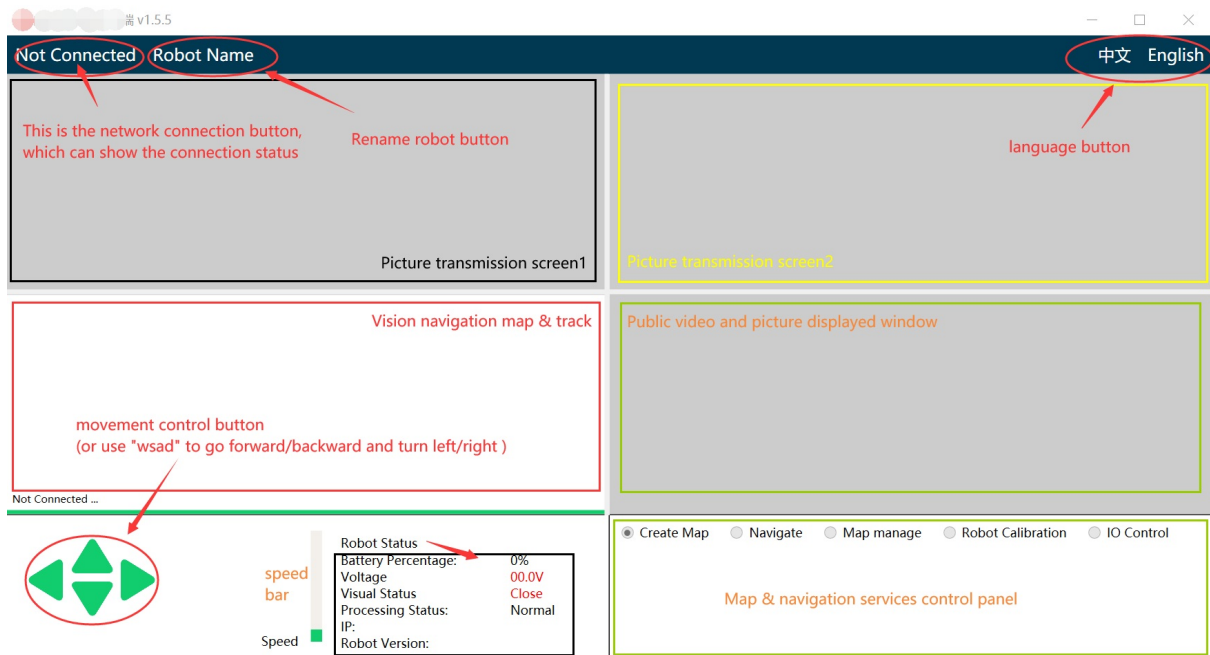 端 v1.5.5
Not Connected Robot Name 中文 English
This is the network connection button,
which can show the connection status
Rename robot button
language button
Picture transmission screen1
Picture transmission screen2
Vision navigation map & track
Public video and picture displayed window
movement control button
(or use "wsad" to go forward/backward and turn left/right )
Not Connected ...
speed
bar
Speed
Robot Status
Battery Percentage: 0%
Voltage 00.0V
Visual Status Close
Processing Status: Normal
IP:
Robot Version:
Create Map Navigate Map manage Robot Calibration IO Control
Map & navigation services control panel